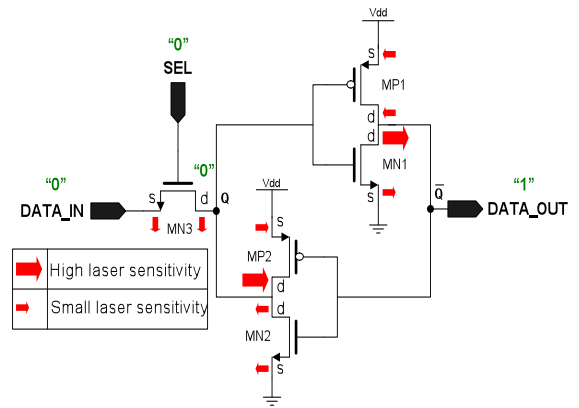 Vdd
"0"
SEL
S
MP1
d
d
MN1
S
"0"
"0"
S
d
Q
DATA_IN
MN3
Vdd
S
MP2
d
d
MN2
S
Q
"1"
DATA_OUT
High laser sensitivity
Small laser sensitivity